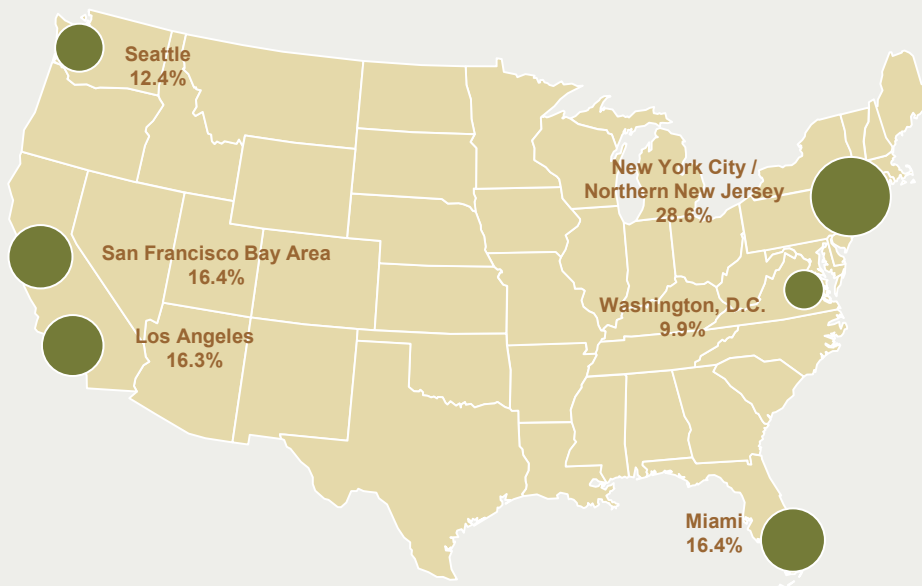 Seattle
12.4%
New York City /
Northern New Jersey
28.6%
San Francisco Bay Area
16.4%
Washington, D.C.
9.9%
Los Angeles
16.3%
Miami
16.4%